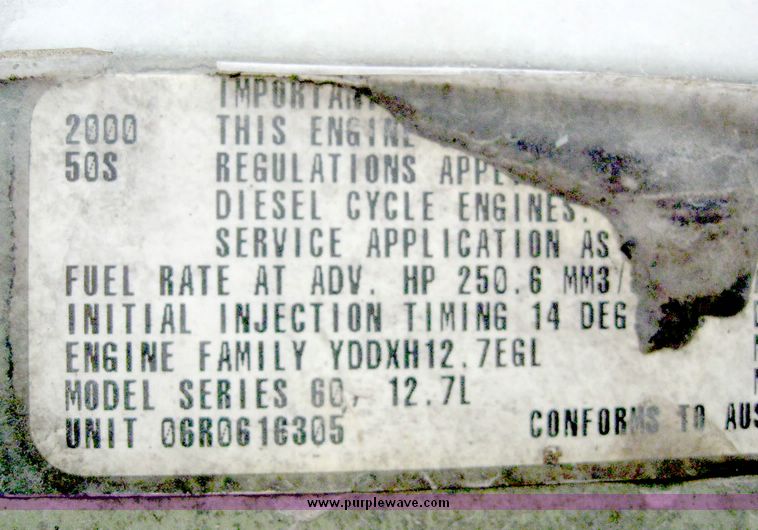 IMPORTANT
2000 THIS ENGINE
50S REGULATIONS
DIESEL CYCLE ENGINES.
SERVICE APPLICATION AS
FUEL RATE AT ADV. HP 250.6 MM3/
INITIAL INJECTION TIMING 14 DEG
ENGINE FAMILY YDDXH12.7EGL
MODEL SERIES 60, 12.7L
UNIT 06R0616305 CONFORMS TO AUS
www.purplewave.com